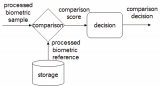 processed
biometric
sample
comparison
comparison
score
decision
comparison
decision
processed
biometric
reference
storage